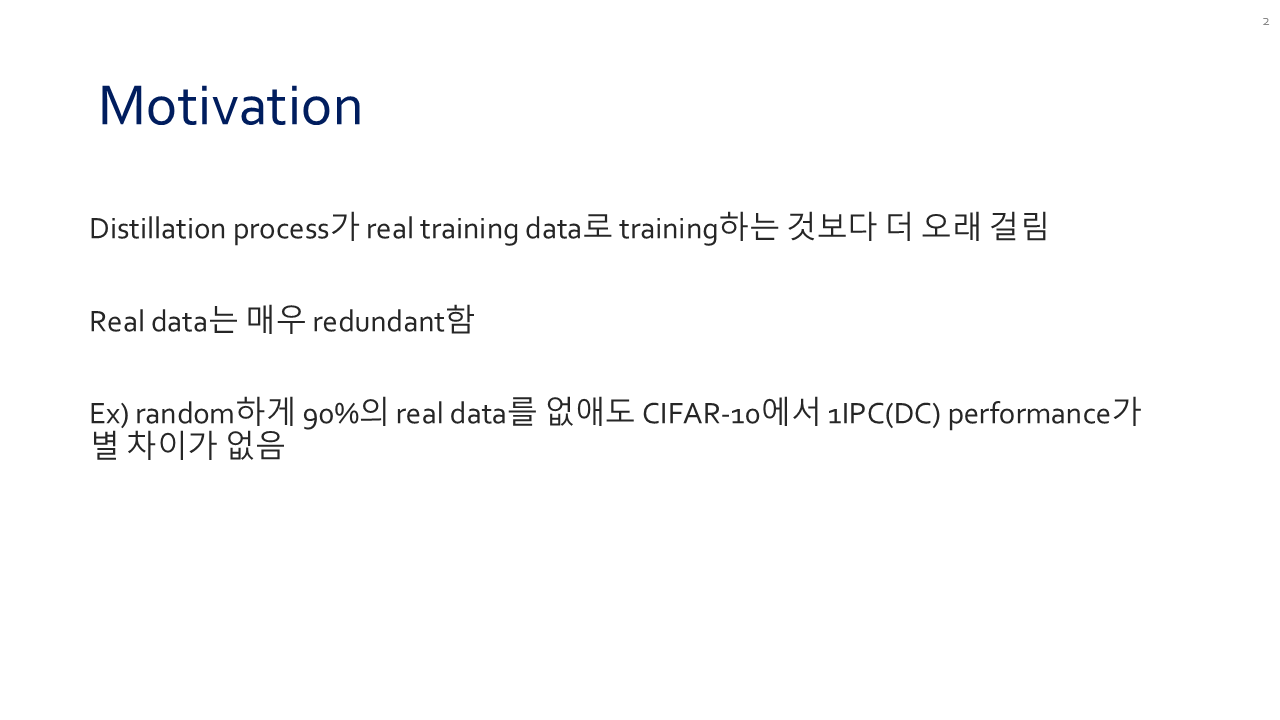 2
Motivation
Distillation process가 real training data로 training하는 것보다 더 오래 걸림
Real data는 매우 redundant함
Ex) random하게 90%의 real data를 없애도 CIFAR-10에서 1IPC(DC) performance가
별 차이가 없음